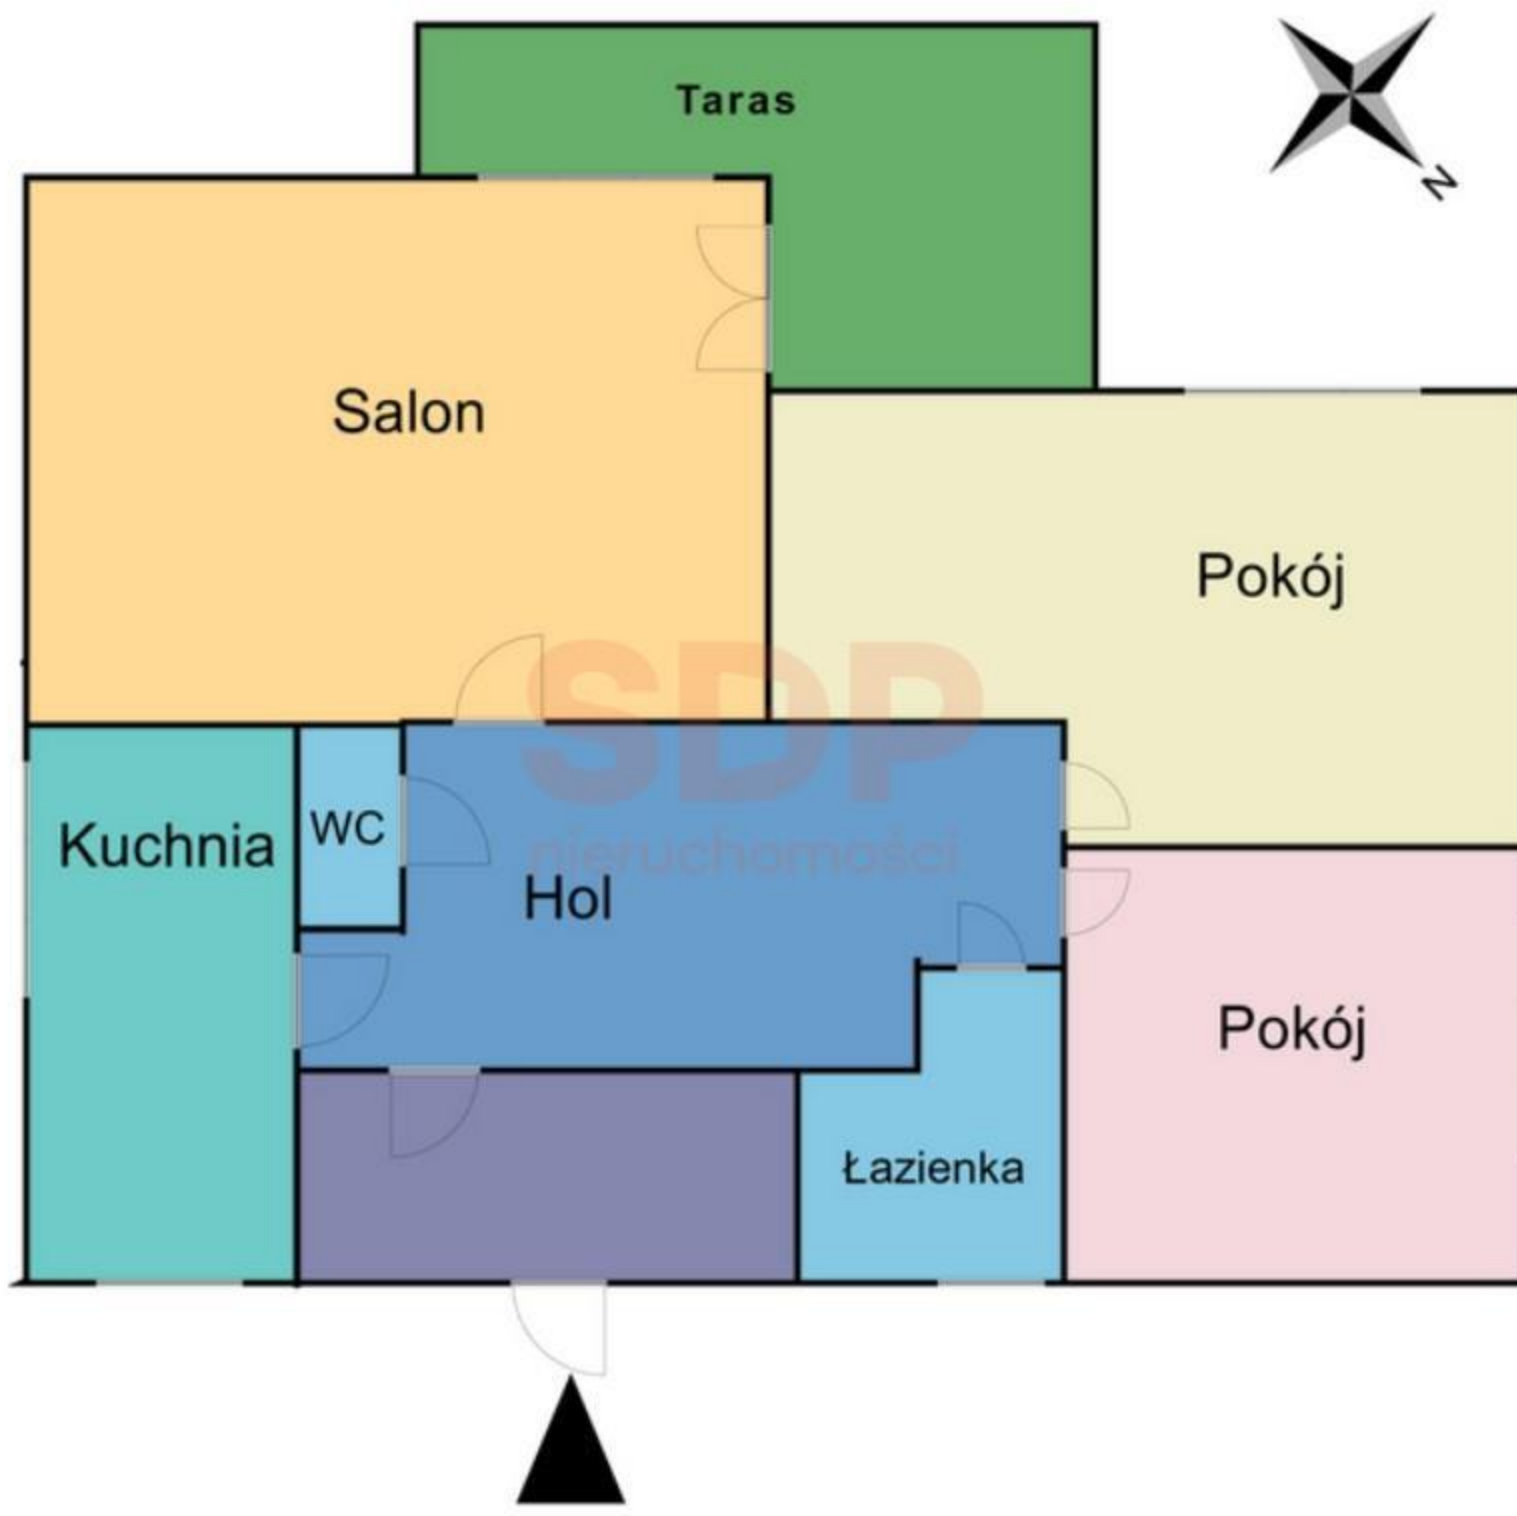 Taras
N
Salon
Pokój
SDP
nieruchomości
Kuchnia
WC
Hol
Pokój
Łazienka